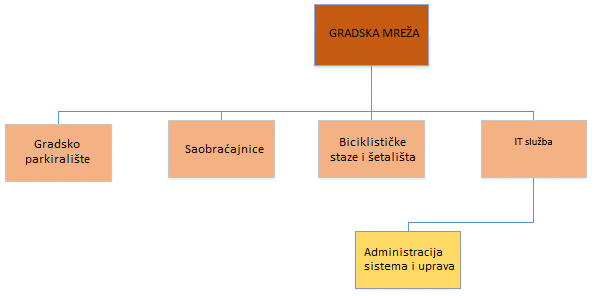 GRADSKA MREŽA
Gradsko
parkiralište
Saobraćajnice
Biciklističke
staze i šetališta
IT služba
Administracija
sistema i uprava